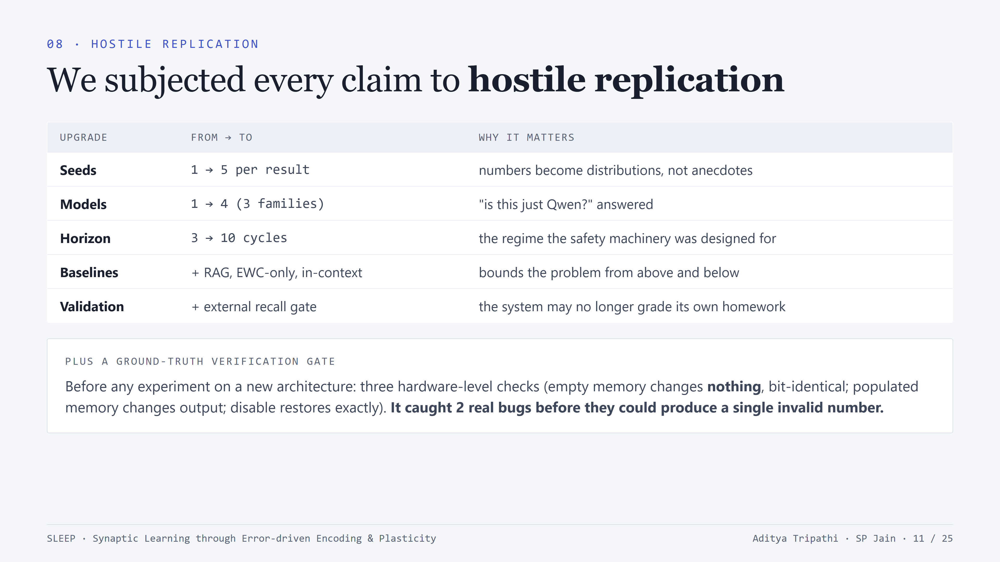 08 · HOSTILE REPLICATION
We subjected every claim to hostile replication
UPGRADE FROM → TO WHY IT MATTERS
Seeds 1 → 5 per result numbers become distributions, not anecdotes
Models 1 → 4 (3 families) "is this just Qwen?" answered
Horizon 3 → 10 cycles the regime the safety machinery was designed for
Baselines + RAG, EWC-only, in-context bounds the problem from above and below
Validation + external recall gate the system may no longer grade its own homework
PLUS A GROUND-TRUTH VERIFICATION GATE
Before any experiment on a new architecture: three hardware-level checks (empty memory changes nothing, bit-identical; populated
memory changes output; disable restores exactly). It caught 2 real bugs before they could produce a single invalid number.
SLEEP · Synaptic Learning through Error-driven Encoding & Plasticity Aditya Tripathi · SP Jain · 11 / 25